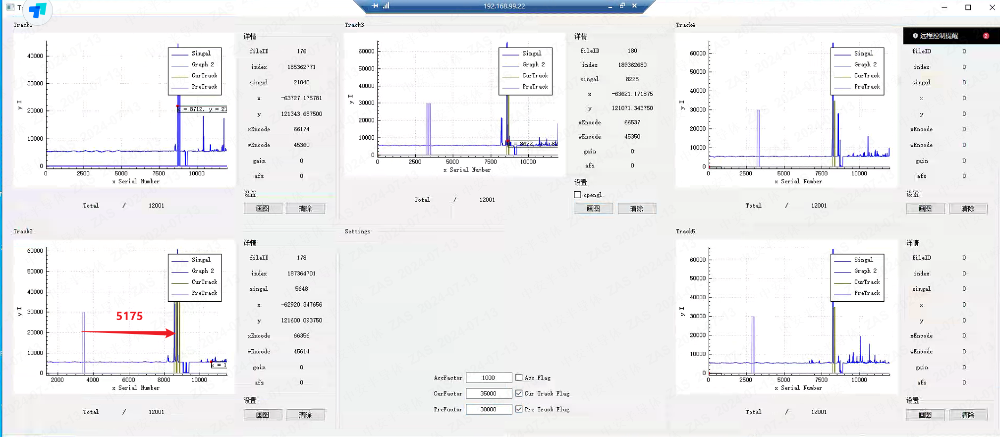 192.168.99.22
Track1
40000
30000
20000
10000
0
y I
0 2500 5000 7500 10000
x Serial Number
Singal
Graph 2
CurTrack
PreTrack
x = 8712, y = 21
Total / 12001
详情
fileID 176
index 185362771
singal 21848
x -63727.175781
y 121343.687500
xEncode 66174
wEncode 45360
gain 0
afs 0
设置
画图 清除
Track3
60000
50000
40000
30000
20000
10000
0
y I
0 2500 5000 7500 10000
x Serial Number
Singal
Graph 2
CurTrack
PreTrack
= 8632, y = 82
Total / 12001
详情
fileID 180
index 189362680
singal 8225
x -63621.171875
y 121071.343750
xEncode 66537
wEncode 45350
gain 0
afs 0
设置
opengl
画图 清除
Track4
60000
50000
40000
30000
20000
10000
0
y I
0 2500 5000 7500 10000
x Serial Number
Singal
Graph 2
CurTrack
PreTrack
Total / 12001
远程控制提醒 2
fileID 0
index 0
singal 0
x 0
y 0
xEncode 0
wEncode 0
gain 0
afs 0
设置
画图 清除
Track2
60000
50000
40000
30000
20000
10000
0
y I
2000 4000 6000 8000 10000
x Serial Number
Singal
Graph 2
CurTrack
PreTrack
5175
x = 1
Total / 12001
详情
fileID 178
index 187364701
singal 5648
x -62920.347656
y 121600.093750
xEncode 66356
wEncode 45614
gain 0
afs 0
设置
画图 清除
Settings
AccFactor 1000 Acc Flag
CurFactor 35000 Cur Track Flag
PreFactor 30000 Pre Track Flag
Track5
60000
50000
40000
30000
20000
10000
0
y I
0 2500 5000 7500 10000
x Serial Number
Singal
Graph 2
CurTrack
PreTrack
Total / 12001
详情
fileID 0
index 0
singal 0
x 0
y 0
xEncode 0
wEncode 0
gain 0
afs 0
设置
画图 清除
中安半导体 ZAS 2024-07-13